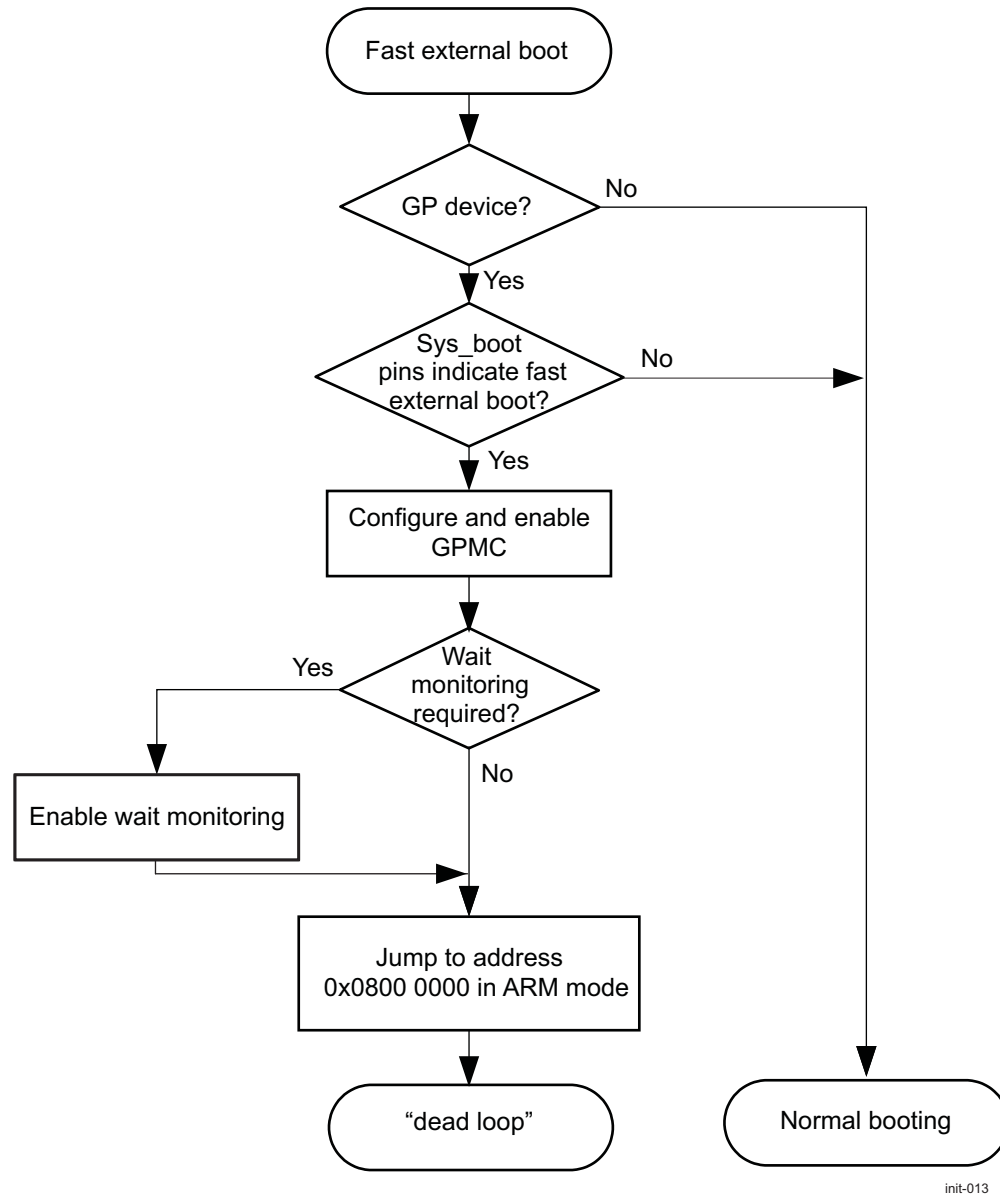 Fast external boot
GP device?
No
Yes
Sys_boot
pins indicate fast
external boot?
No
Yes
Configure and enable
GPMC
Wait
monitoring
required?
Yes
No
Enable wait monitoring
Jump to address
0x0800 0000 in ARM mode
“dead loop”
Normal booting
init-013